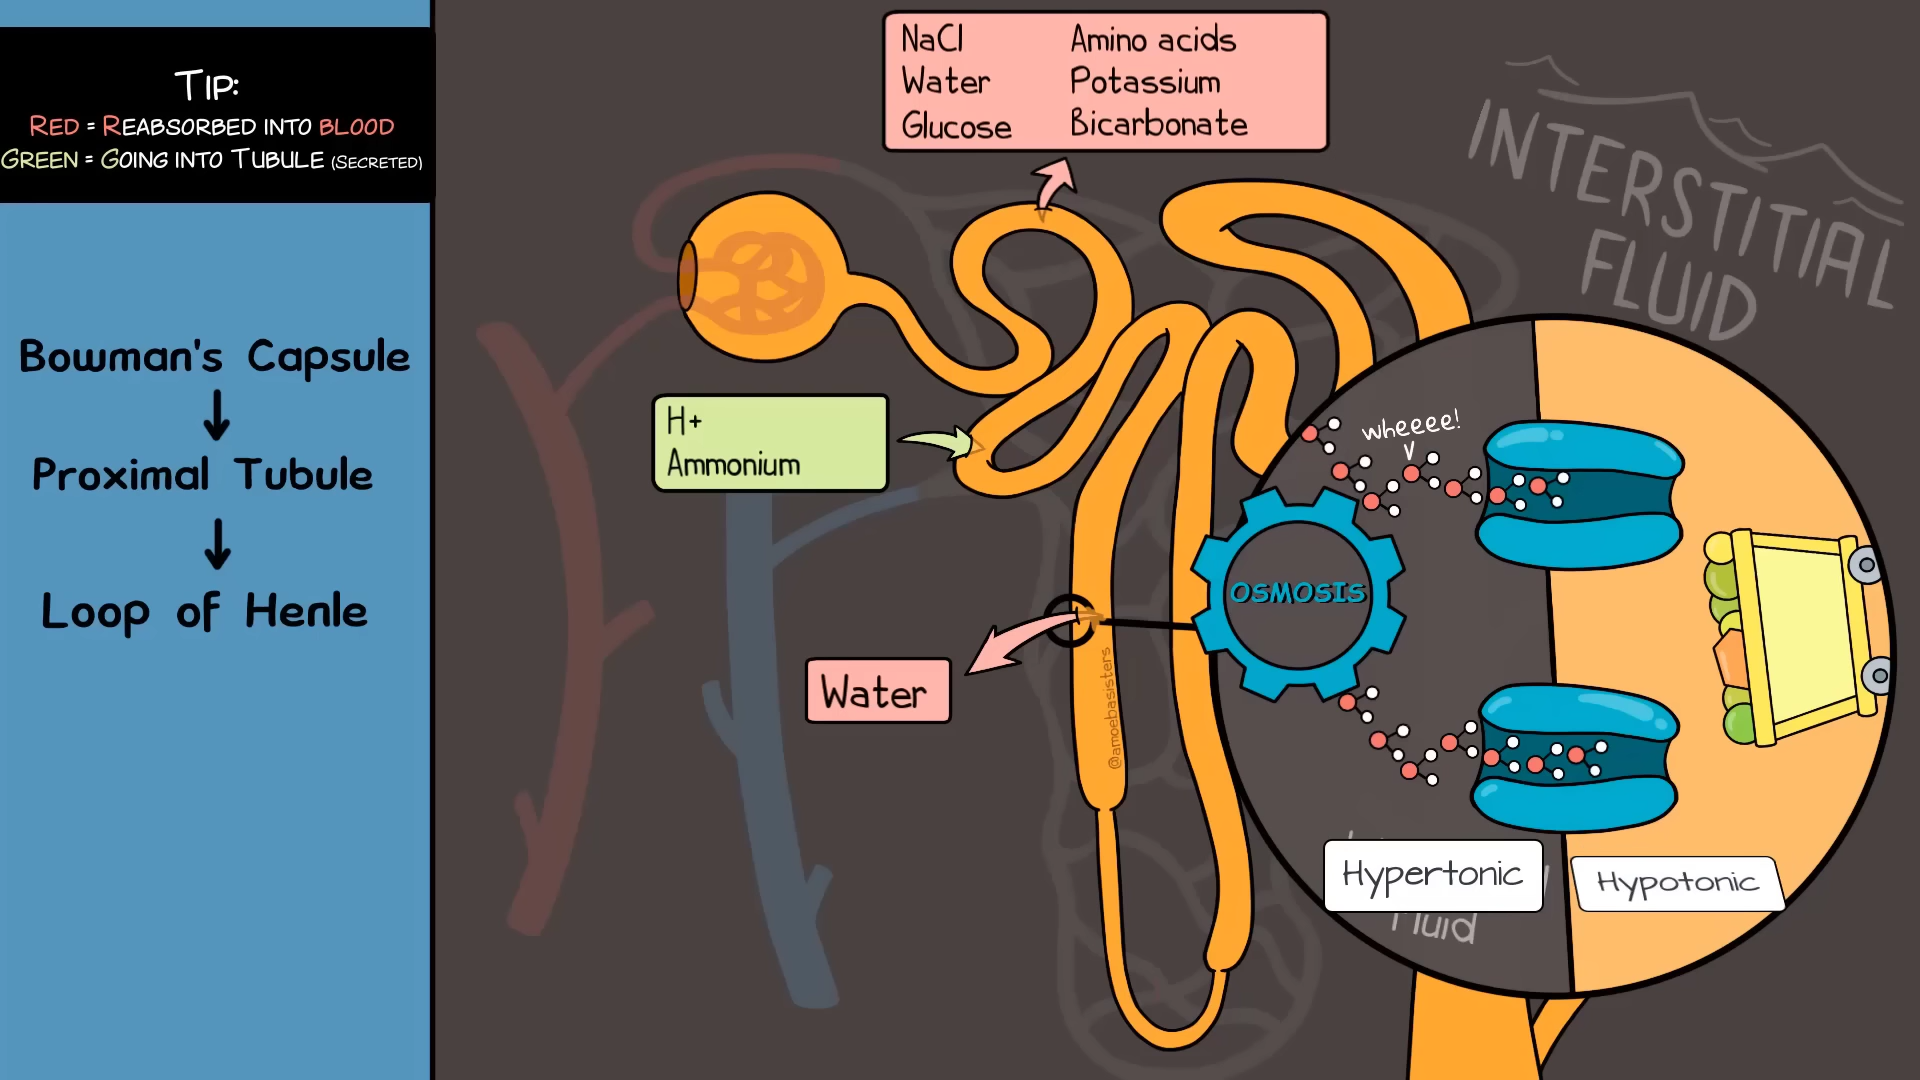 TIP:
RED = REABSORBED INTO BLOOD
GREEN = GOING INTO TUBULE (SECRETED)
Bowman's Capsule
Proximal Tubule
Loop of Henle
NaCl
Water
Glucose
Amino acids
Potassium
Bicarbonate
INTERSTITIAL
FLUID
H+
Ammonium
wheeee!
OSMOSIS
Water
@amoebasisters
Hypertonic
Hypotonic
Fluid